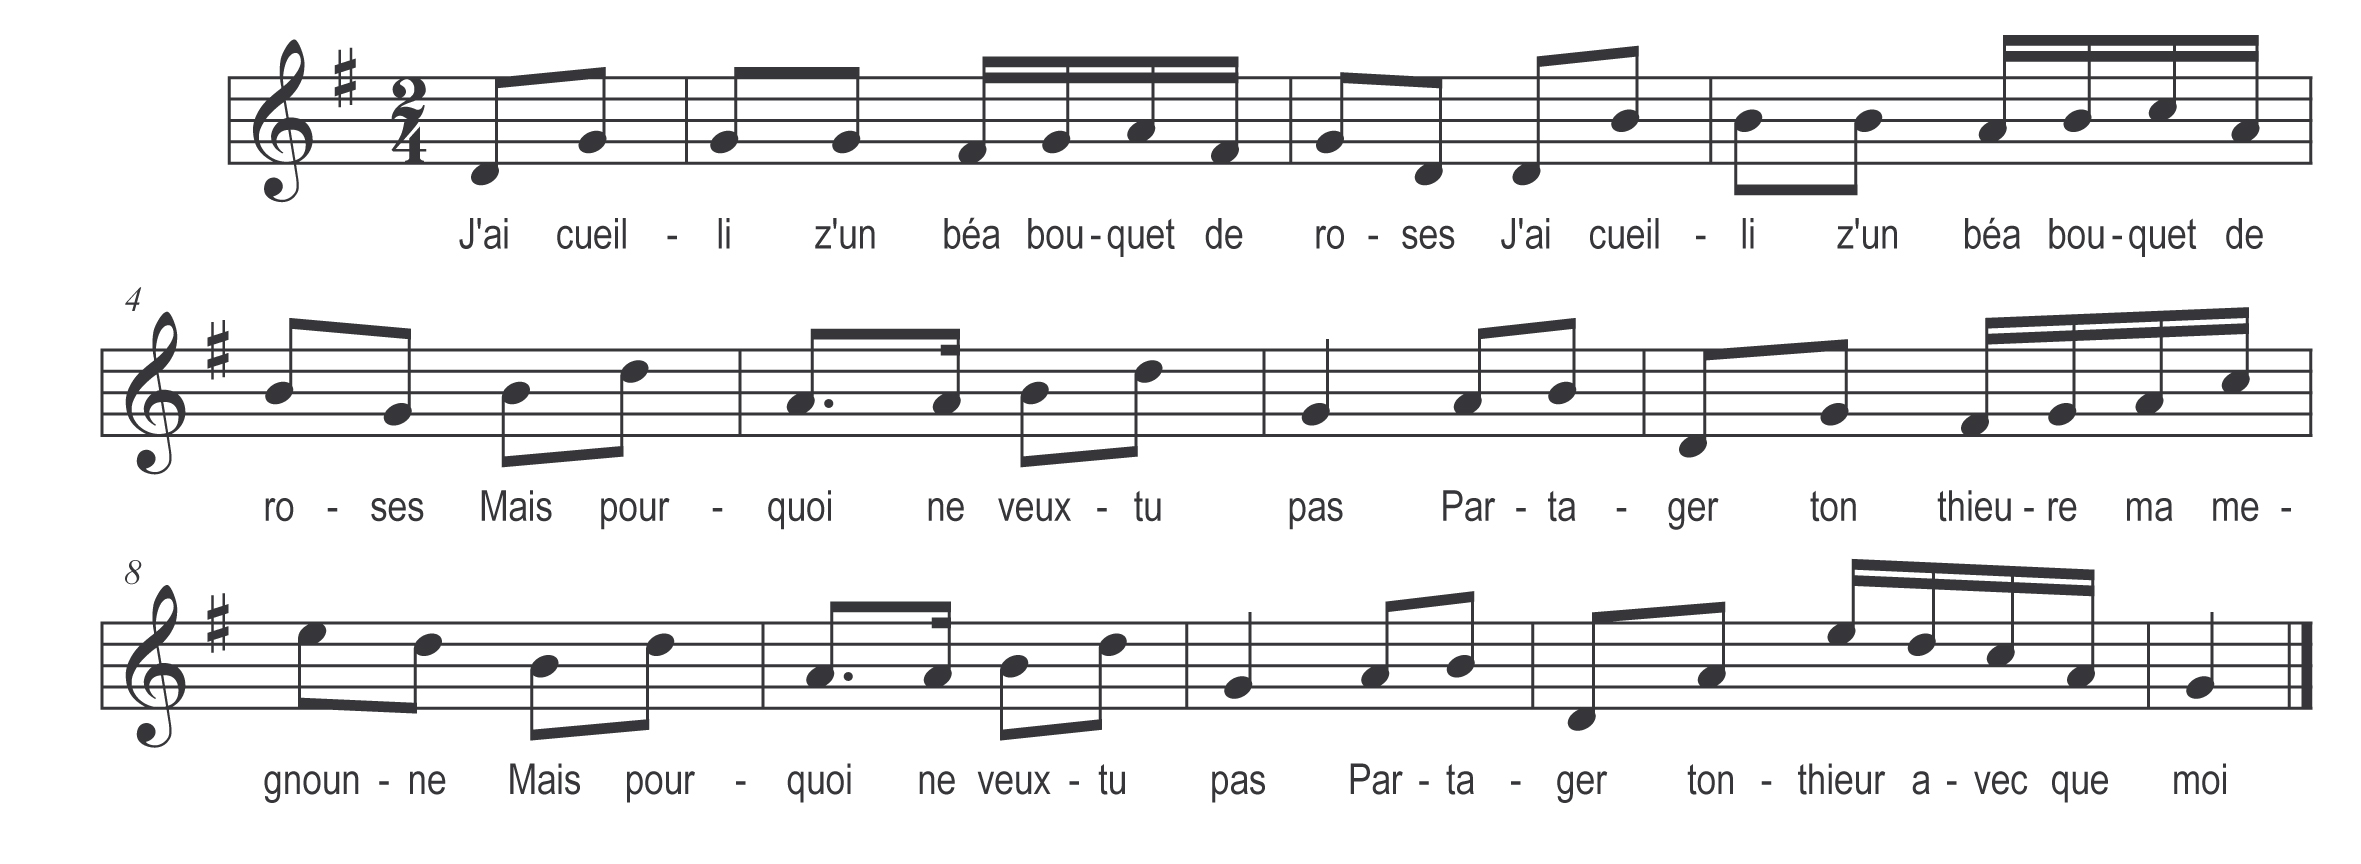 2
4
J'ai cueil - li z'un béa bou - quet de ro - ses J'ai cueil - li z'un béa bou - quet de
4
ro - ses Mais pour - quoi ne veux - tu pas Par - ta - ger ton thieu - re ma me -
8
gnoun - ne Mais pour - quoi ne veux - tu pas Par - ta - ger ton - thieur a - vec que moi